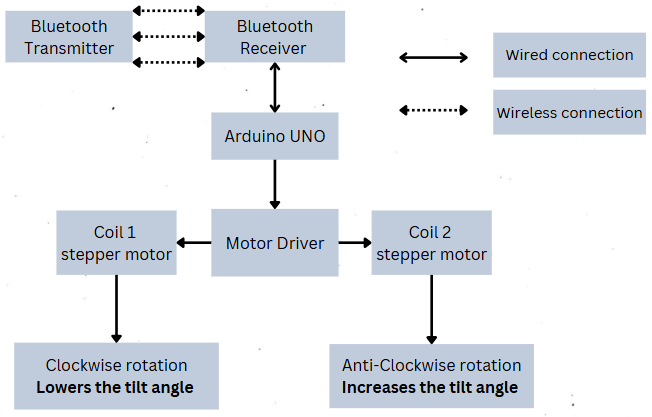 Bluetooth
Transmitter
Bluetooth
Receiver
Wired connection
Wireless connection
Arduino UNO
Coil 1
stepper motor
Motor Driver
Coil 2
stepper motor
Clockwise rotation
Lowers the tilt angle
Anti-Clockwise rotation
Increases the tilt angle